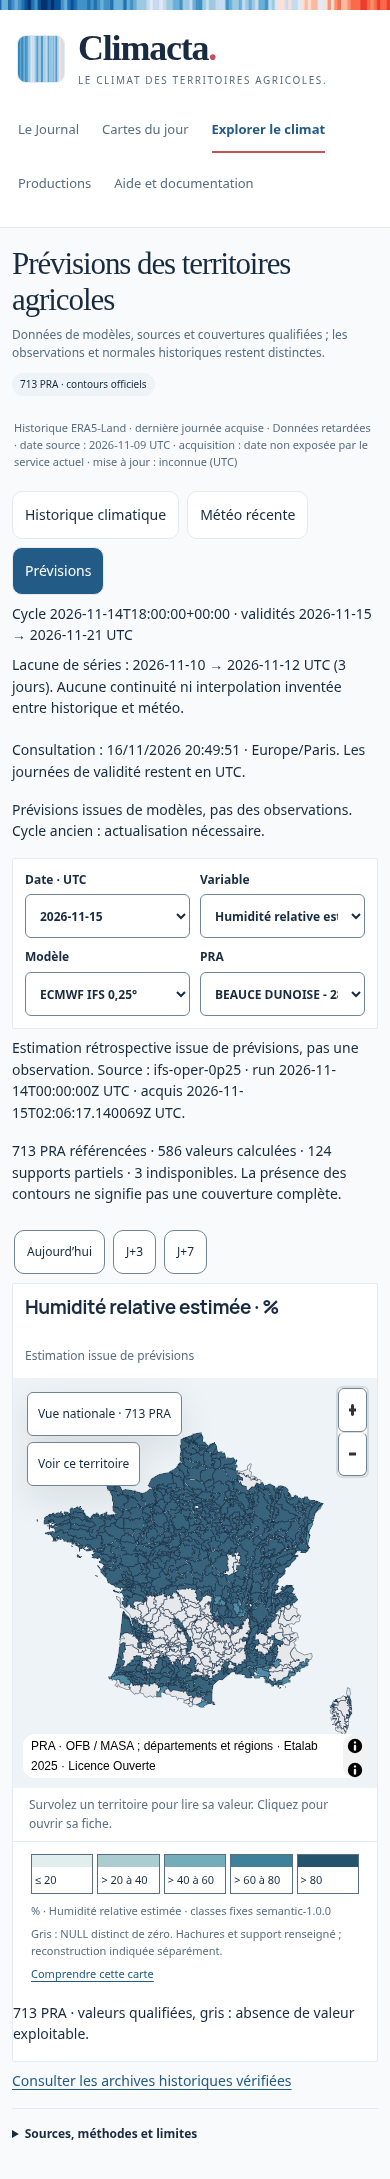 Climacta.
LE CLIMAT DES TERRITOIRES AGRICOLES.
Le Journal Cartes du jour Explorer le climat
Productions Aide et documentation
Prévisions des territoires
agricoles
Données de modèles, sources et couvertures qualifiées ; les
observations et normales historiques restent distinctes.
713 PRA · contours officiels
Historique ERA5-Land · dernière journée acquise · Données retardées
· date source : 2026-11-09 UTC · acquisition : date non exposée par le
service actuel · mise à jour : inconnue (UTC)
Historique climatique Météo récente
Prévisions
Cycle 2026-11-14T18:00:00+00:00 · validités 2026-11-15
→ 2026-11-21 UTC
Lacune de séries : 2026-11-10 → 2026-11-12 UTC (3
jours). Aucune continuité ni interpolation inventée
entre historique et météo.
Consultation : 16/11/2026 20:49:51 · Europe/Paris. Les
journées de validité restent en UTC.
Prévisions issues de modèles, pas des observations.
Cycle ancien : actualisation nécessaire.
Date · UTC Variable
2026-11-15 Humidité relative est
Modèle PRA
ECMWF IFS 0,25° BEAUCE DUNOISE - 28
Estimation rétrospective issue de prévisions, pas une
observation. Source : ifs-oper-0p25 · run 2026-11-
14T00:00:00Z UTC · acquis 2026-11-
15T02:06:17.140069Z UTC.
713 PRA référencées · 586 valeurs calculées · 124
supports partiels · 3 indisponibles. La présence des
contours ne signifie pas une couverture complète.
Aujourd'hui J+3 J+7
Humidité relative estimée · %
Estimation issue de prévisions
Vue nationale · 713 PRA +
Voir ce territoire −
PRA · OFB / MASA ; départements et régions · Etalab
2025 · Licence Ouverte
Survolez un territoire pour lire sa valeur. Cliquez pour
ouvrir sa fiche.
≤ 20 > 20 à 40 > 40 à 60 > 60 à 80 > 80
% · Humidité relative estimée · classes fixes semantic-1.0.0
Gris : NULL distinct de zéro. Hachures et support renseigné ;
reconstruction indiquée séparément.
Comprendre cette carte
713 PRA · valeurs qualifiées, gris : absence de valeur
exploitable.
Consulter les archives historiques vérifiées
Sources, méthodes et limites